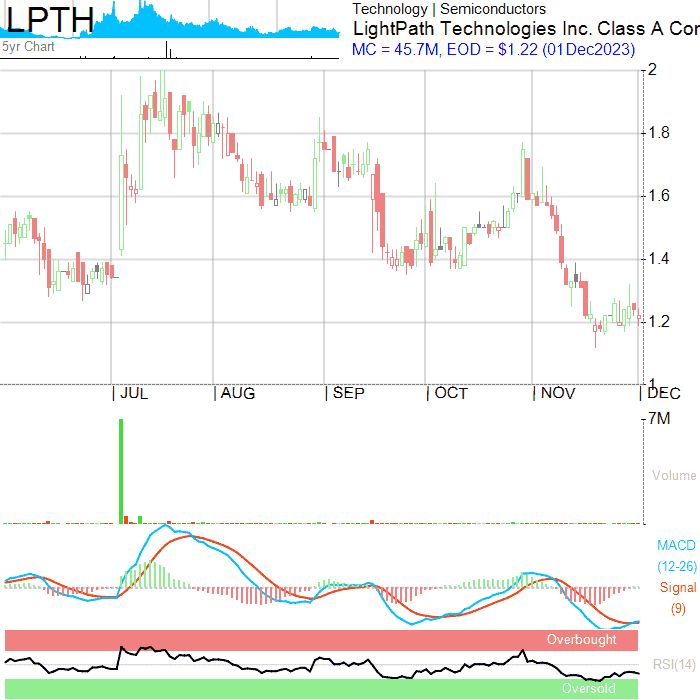 LPTH
5yr Chart
Technology | Semiconductors
LightPath Technologies Inc. Class A Cor
MC = 45.7M, EOD = $1.22 (01Dec2023)
2
1.8
1.6
1.4
1.2
1
JUL AUG SEP OCT NOV DEC
7M
Volume
MACD
(12-26)
Signal
(9)
Overbought
RSI(14)
Oversold